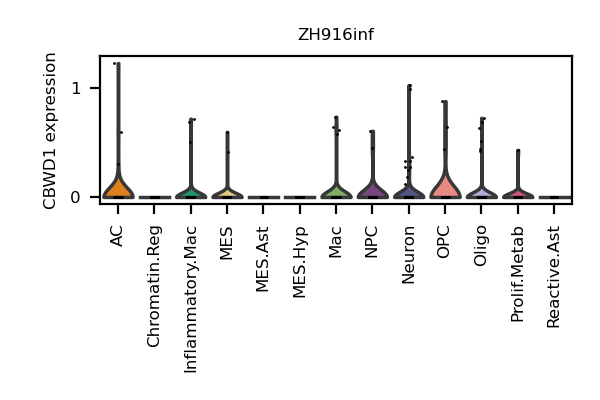 ZH916inf
CBWD1 expression
1
0
AC
Chromatin.Reg
Inflammatory.Mac
MES
MES.Ast
MES.Hyp
Mac
NPC
Neuron
OPC
Oligo
Prolif.Metab
Reactive.Ast